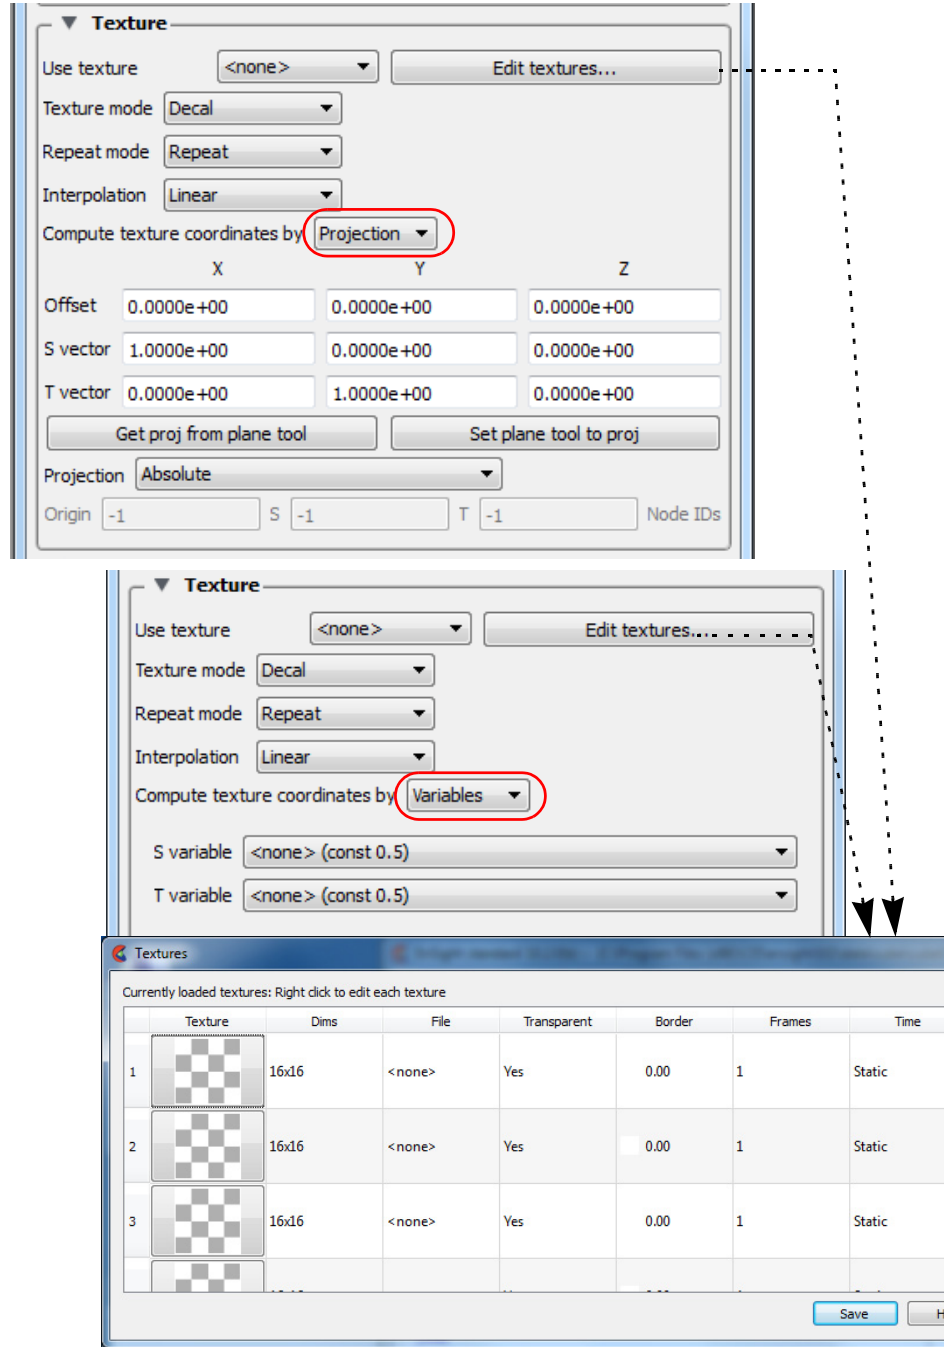 Texture
Use texture <none> Edit textures...
Texture mode Decal
Repeat mode Repeat
Interpolation Linear
Compute texture coordinates by Projection
X Y Z
Offset 0.0000e+00 0.0000e+00 0.0000e+00
S vector 1.0000e+00 0.0000e+00 0.0000e+00
T vector 0.0000e+00 1.0000e+00 0.0000e+00
Get proj from plane tool Set plane tool to proj
Projection Absolute
Origin -1 S -1 T -1 Node IDs
Texture
Use texture <none> Edit textures...
Texture mode Decal
Repeat mode Repeat
Interpolation Linear
Compute texture coordinates by Variables
S variable <none> (const 0.5)
T variable <none> (const 0.5)
Textures
Currently loaded textures: Right click to edit each texture
Texture Dims File Transparent Border Frames Time
1 16x16 <none> Yes 0.00 1 Static
2 16x16 <none> Yes 0.00 1 Static
3 16x16 <none> Yes 0.00 1 Static
Save H